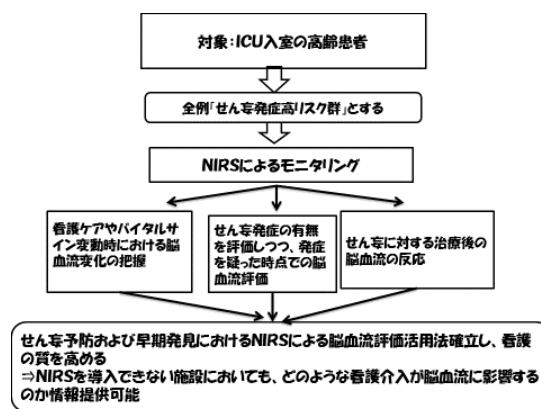 対象：ICU入室の高齢患者
全例「せん妄発症高リスク群」とする
NIRSによるモニタリング
看護ケアやバイタルサ
イン変動時における脳
血流変化の把握
せん妄発症の有無
を評価しつつ、発症
を疑った時点での脳
血流評価
せん妄に対する治療後の
脳血流の反応
せん妄予防および早期発見におけるNIRSによる脳血流評価活用法確立し、看護
の質を高める
⇒NIRSを導入できない施設においても、どのような看護介入が脳血流に影響する
のか情報提供可能